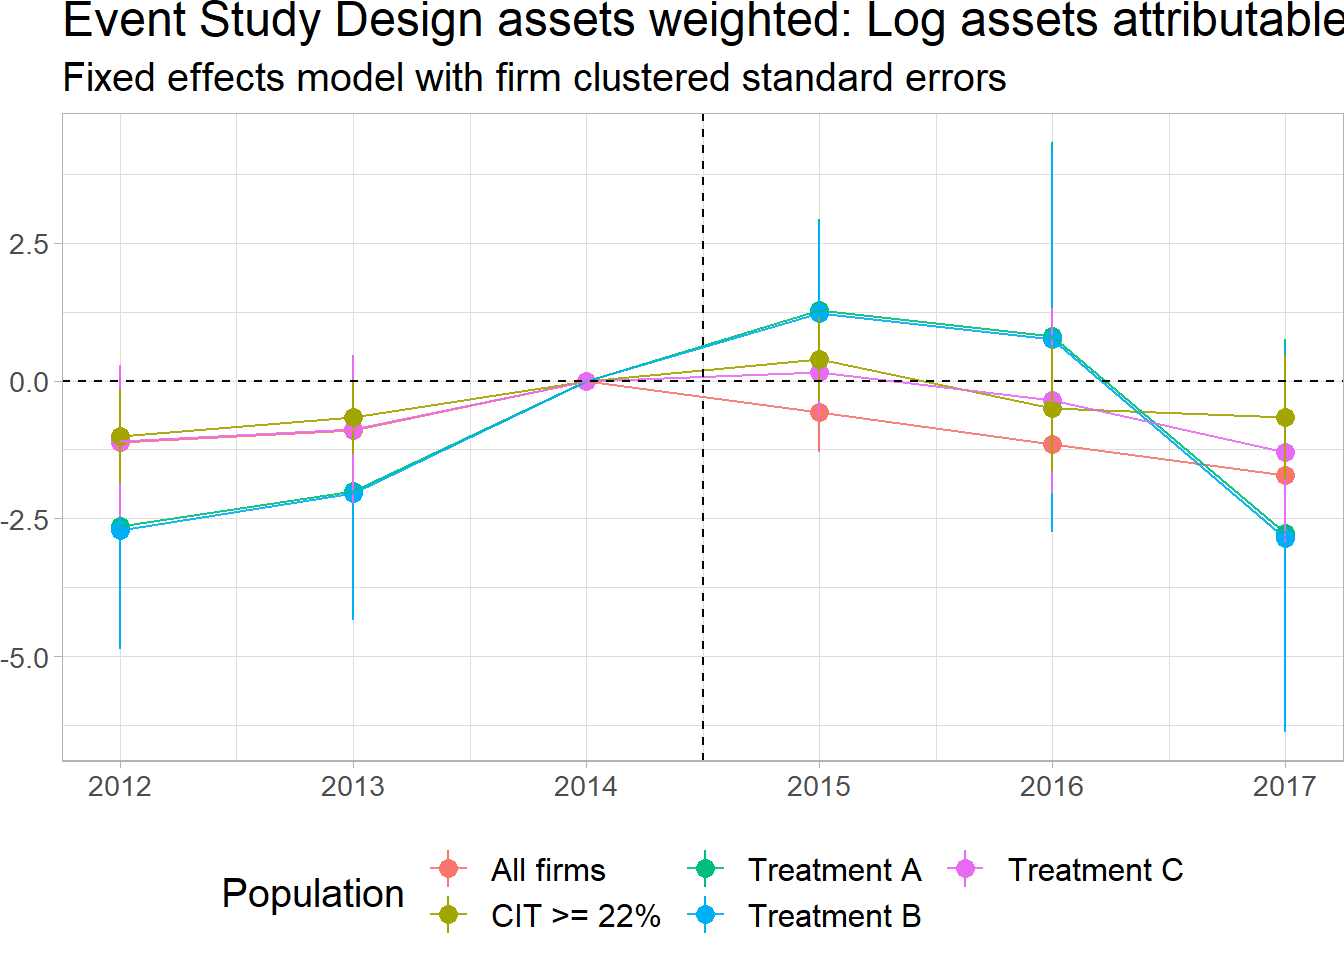 Event Study Design assets weighted: Log assets attributable
Fixed effects model with firm clustered standard errors
2.5
0.0
-2.5
-5.0
2012 2013 2014 2015 2016 2017
Population
All firms
CIT >= 22%
Treatment A
Treatment B
Treatment C